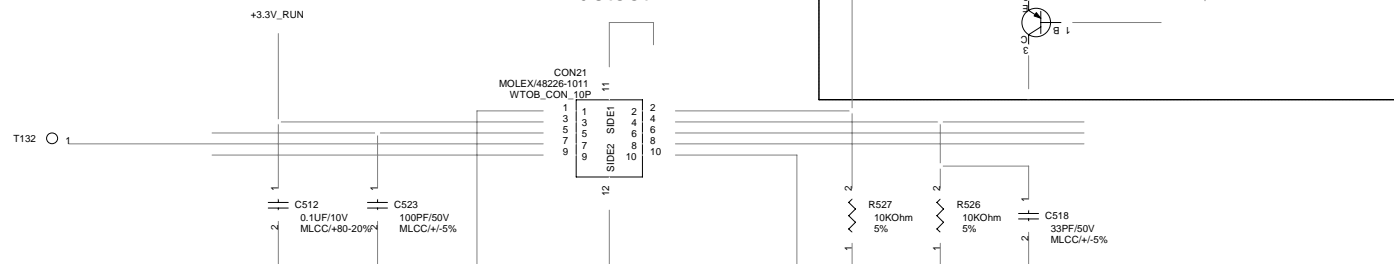 +3.3V_RUN
E
B 1
C
3
CON21
MOLEX/48226-1011
WTOB_CON_10P
11
1 1 SIDE1 2 2
3 3 4 4
5 5 6 6
7 7 SIDE2 8 8
9 9 10 10
12
T132 1
1
C512
0.1UF/10V
MLCC/+80-20%
2
1
C523
100PF/50V
MLCC/+/-5%
2
2
R527
10KOhm
5%
1
2
R526
10KOhm
5%
1
1
C518
33PF/50V
MLCC/+/-5%
2